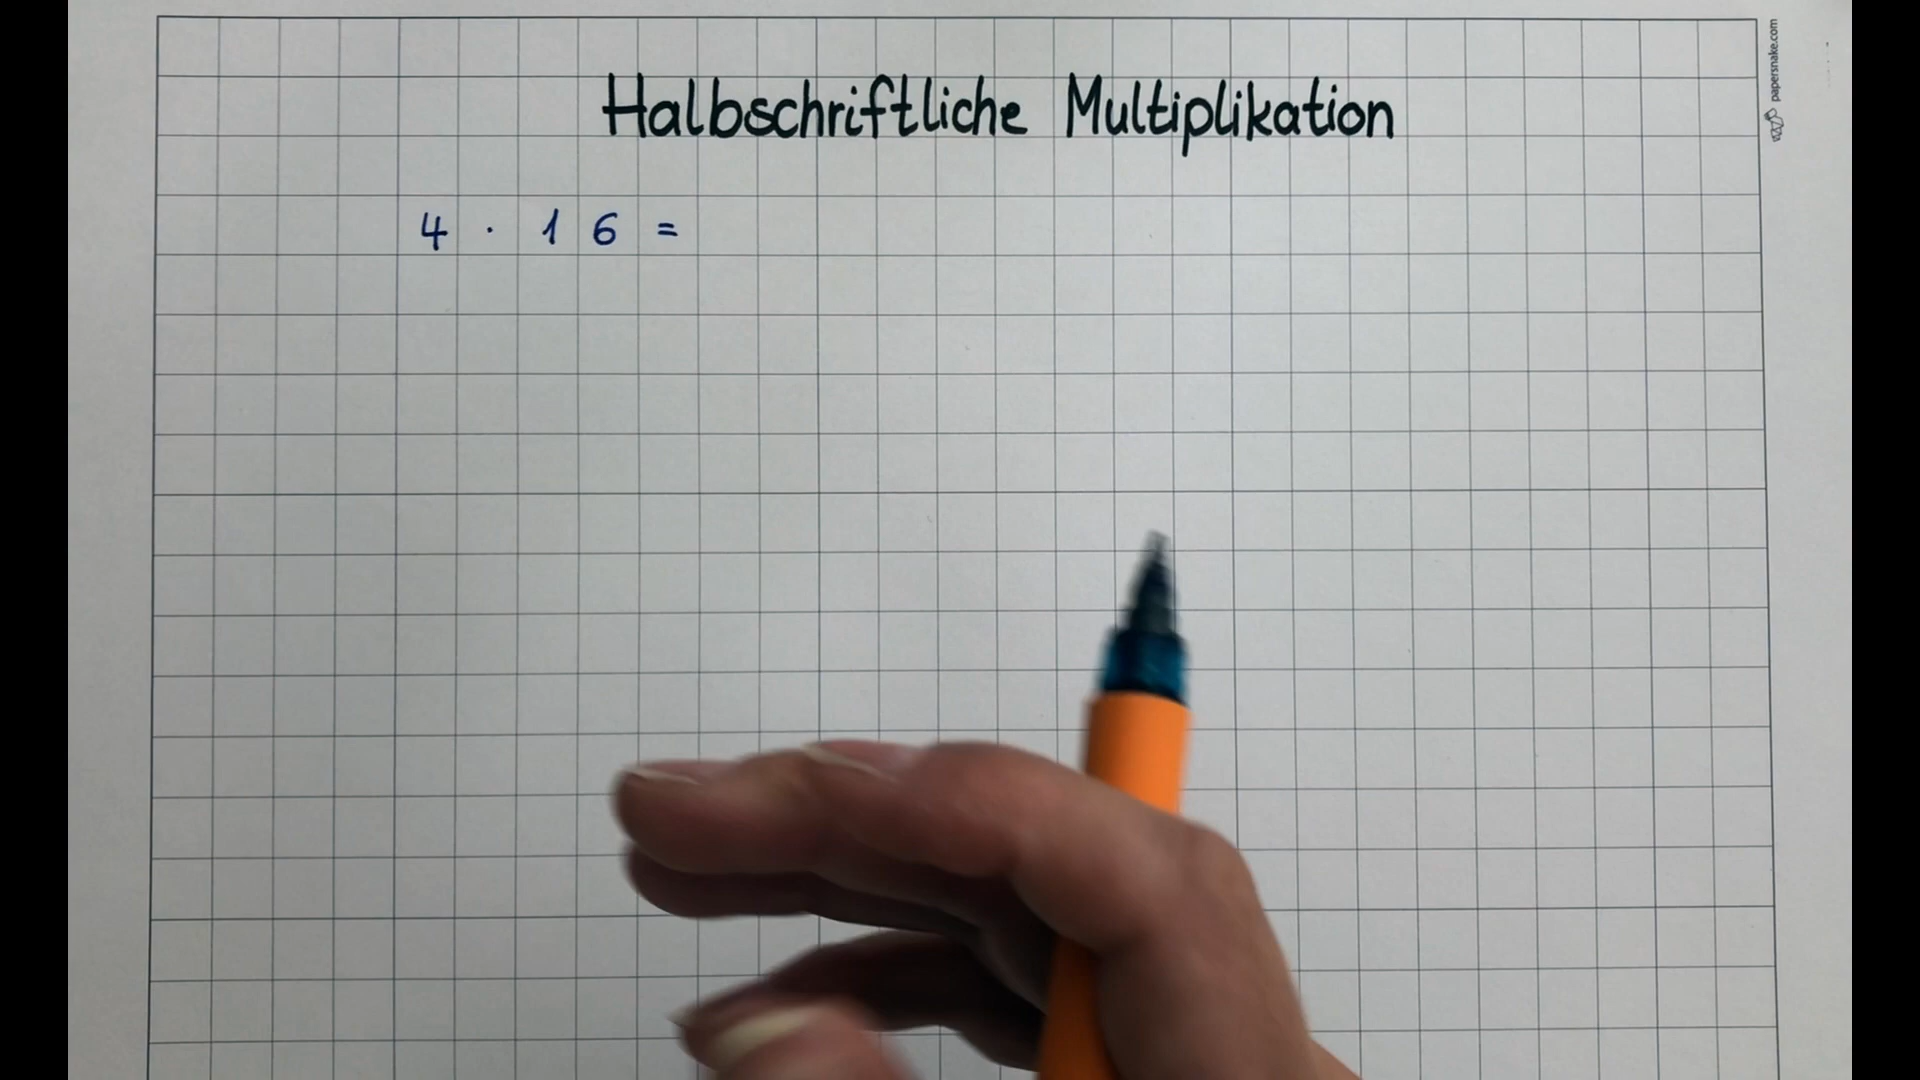 Halbschriftliche Multiplikation
4 · 16 =
papersnake.com